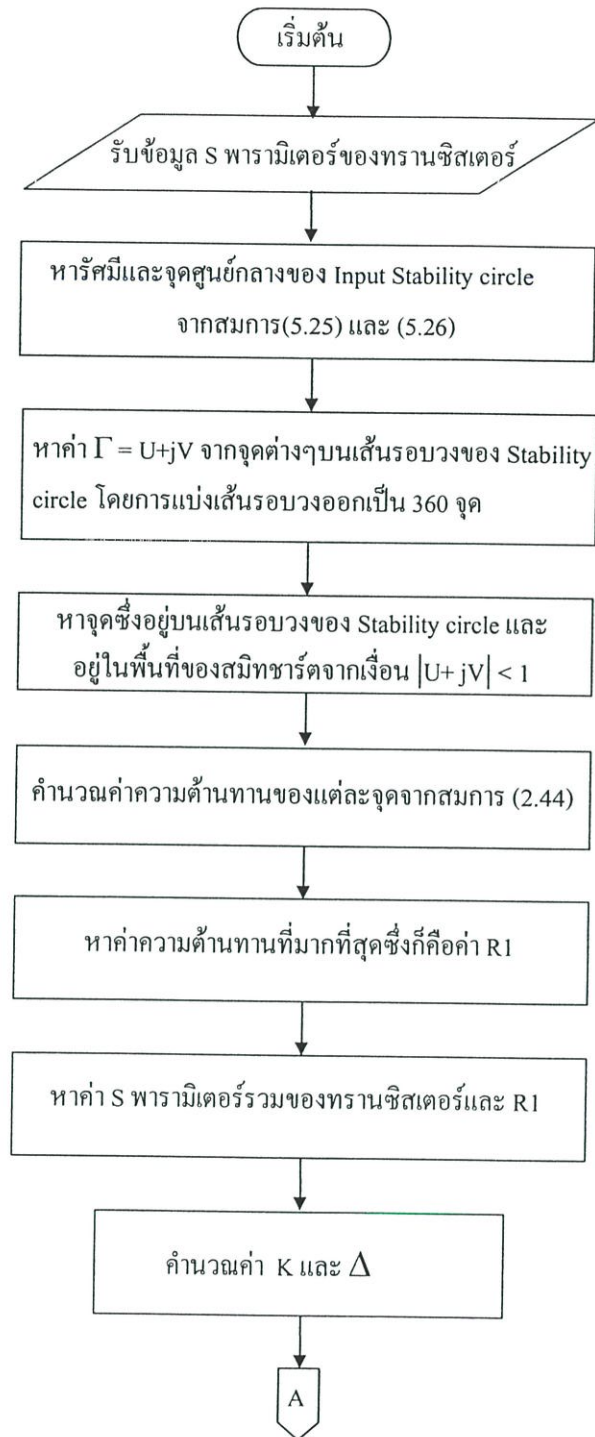 เริ่มต้น
รับข้อมูล S พารามิเตอร์ของทรานซิสเตอร์
หารัศมีและจุดศูนย์กลางของ Input Stability circle
จากสมการ(5.25) และ (5.26)
หาค่า Γ = U+jV จากจุดต่างๆบนเส้นรอบวงของ Stability
circle โดยการแบ่งเส้นรอบวงออกเป็น 360 จุด
หาจุดซึ่งอยู่บนเส้นรอบวงของ Stability circle และ
อยู่ในพื้นที่ของสมิทชาร์ตจากเงื่อน |U+ jV| < 1
คำนวณค่าความต้านทานของแต่ละจุดจากสมการ (2.44)
หาค่าความต้านทานที่มากที่สุดซึ่งก็คือค่า R1
หาค่า S พารามิเตอร์รวมของทรานซิสเตอร์และ R1
คำนวณค่า K และ Δ
A